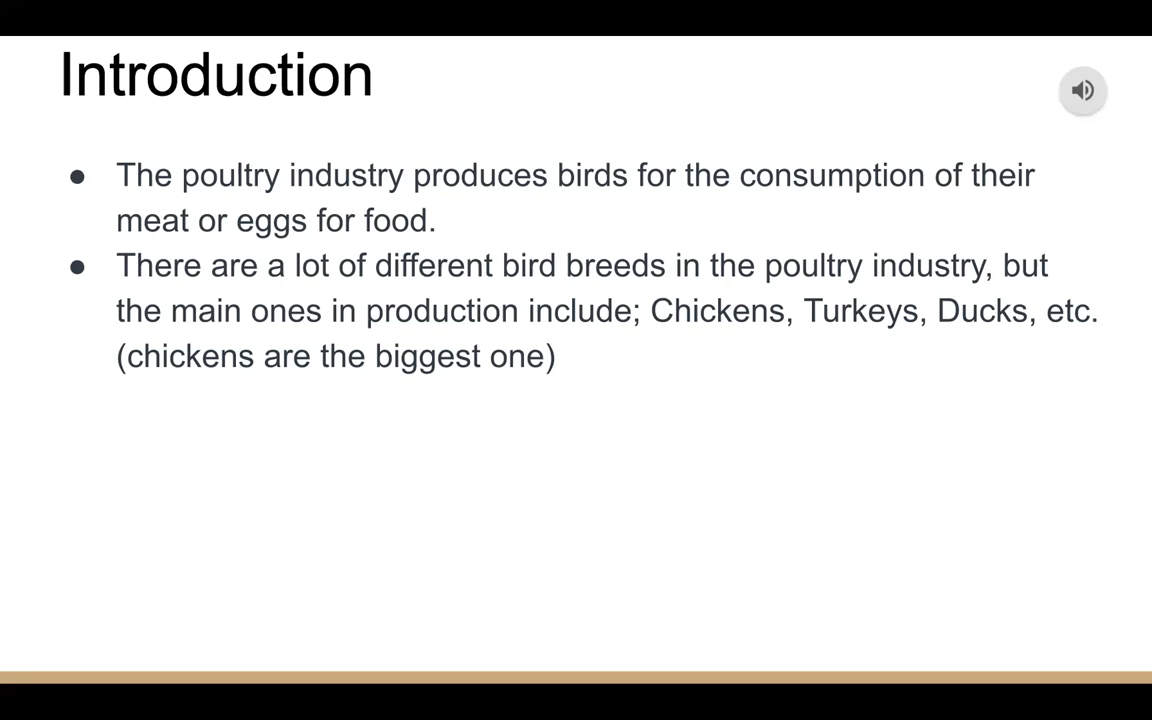 Introduction
● The poultry industry produces birds for the consumption of their
meat or eggs for food.
● There are a lot of different bird breeds in the poultry industry, but
the main ones in production include; Chickens, Turkeys, Ducks, etc.
(chickens are the biggest one)